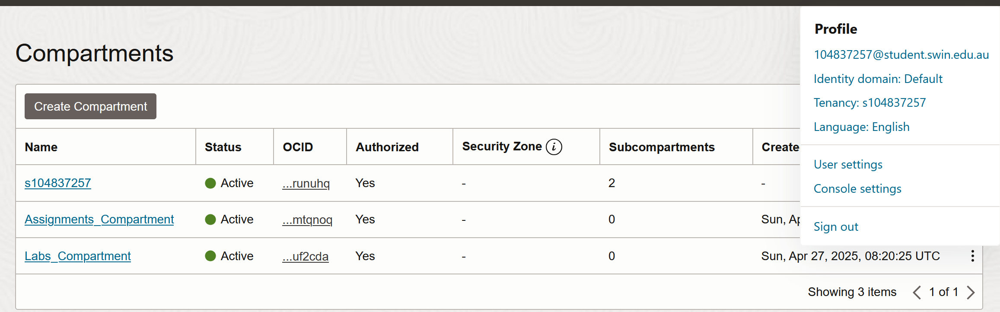 Compartments
Create Compartment
Name Status OCID Authorized Security Zone i Subcompartments Create
s104837257 Active ...runuhq Yes - 2 -
Assignments_Compartment Active ...mtqnoq Yes - 0 Sun, Ap
Labs_Compartment Active ...uf2cda Yes - 0 Sun, Apr 27, 2025, 08:20:25 UTC
Showing 3 items 1 of 1
Profile
104837257@student.swin.edu.au
Identity domain: Default
Tenancy: s104837257
Language: English
User settings
Console settings
Sign out